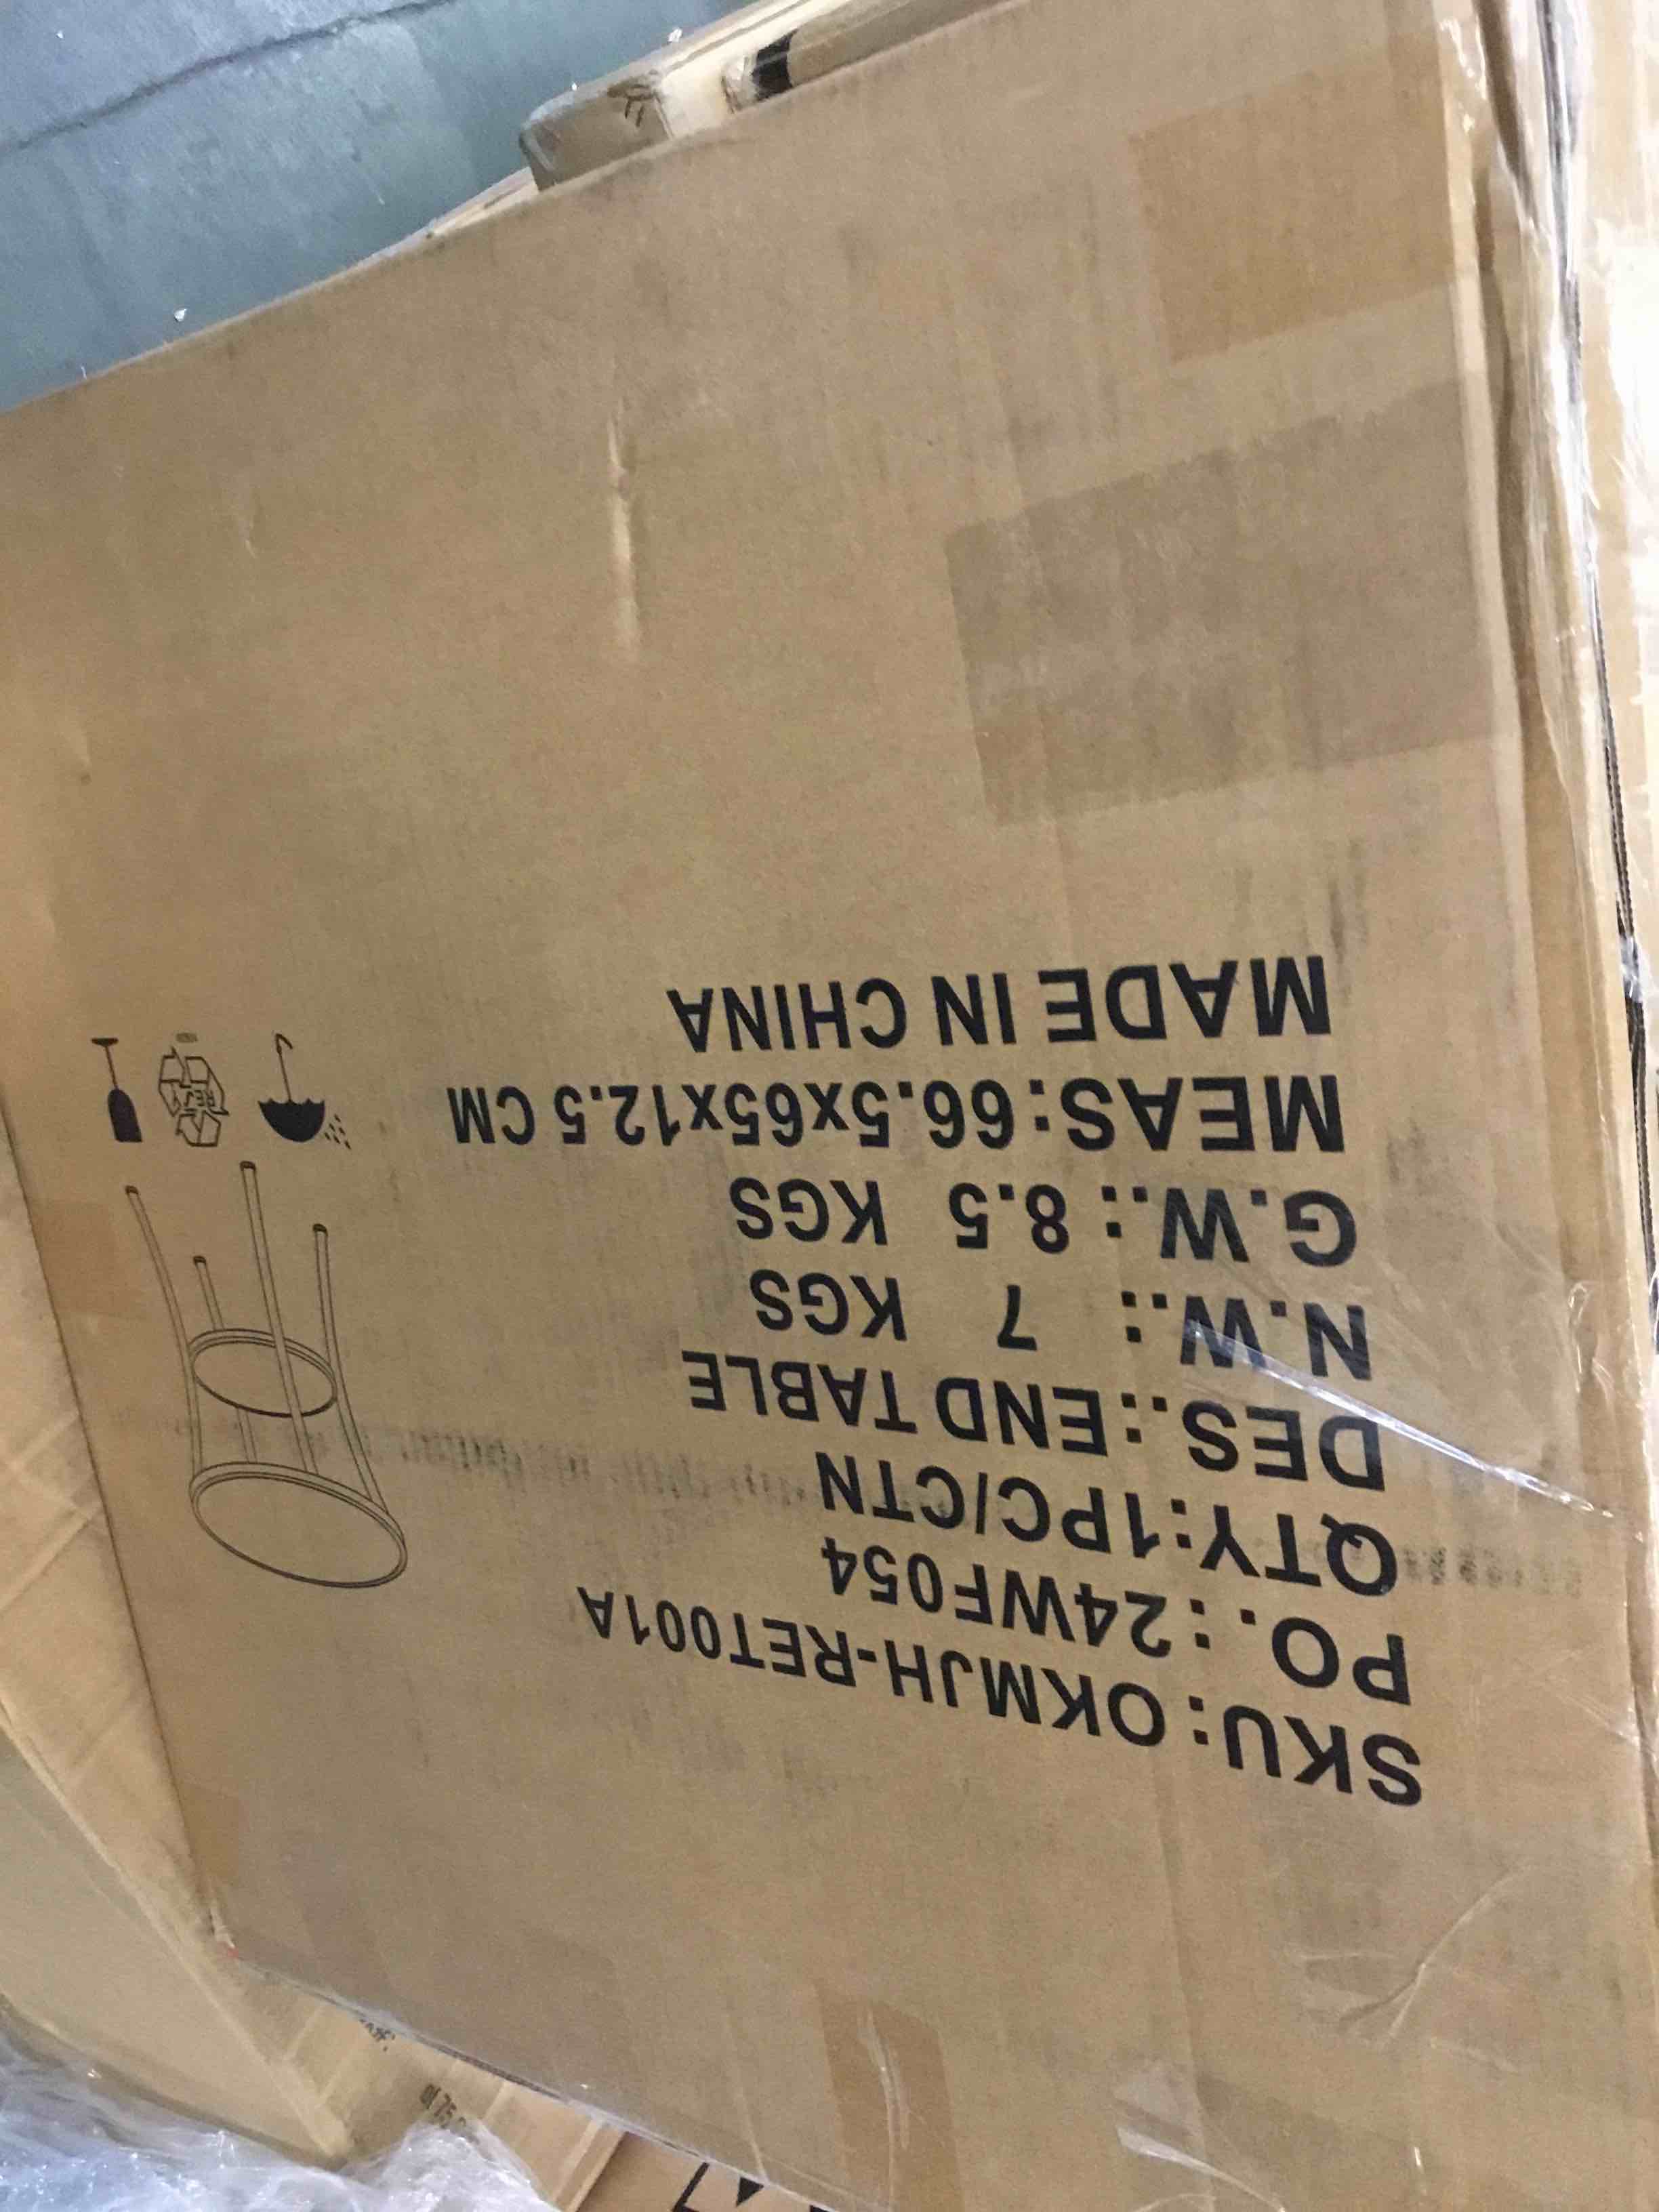 SKU: OKMJH-RET001A
PO.: 24WF054
QTY: 1PC/CTN
DES.: END TABLE
N.W.: 7 KGS
G.W.: 8.5 KGS
MEAS: 66.5x65x12.5 CM
MADE IN CHINA
RESY